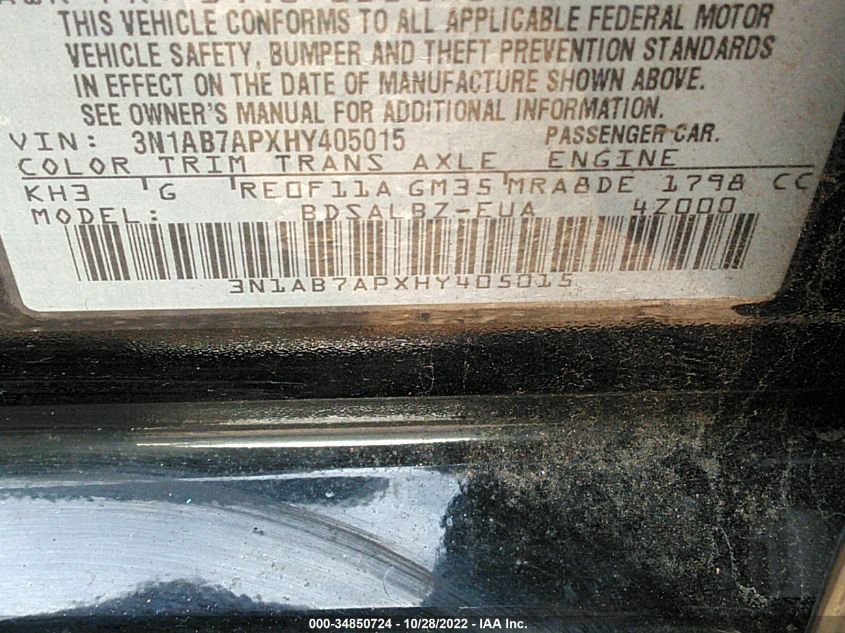 THIS VEHICLE CONFORMS TO ALL APPLICABLE FEDERAL MOTOR
VEHICLE SAFETY, BUMPER AND THEFT PREVENTION STANDARDS
IN EFFECT ON THE DATE OF MANUFACTURE SHOWN ABOVE.
SEE OWNER'S MANUAL FOR ADDITIONAL INFORMATION.
VIN: 3N1AB7APXHY405015 PASSENGER CAR.
COLOR TRIM TRANS AXLE ENGINE
KH3 G RE0F11A GM35 MRA8DE 1798 CC
MODEL: BDSALBZ-EUA 4Z000
3N1AB7APXHY405015
000-34850724 - 10/28/2022 - IAA Inc.